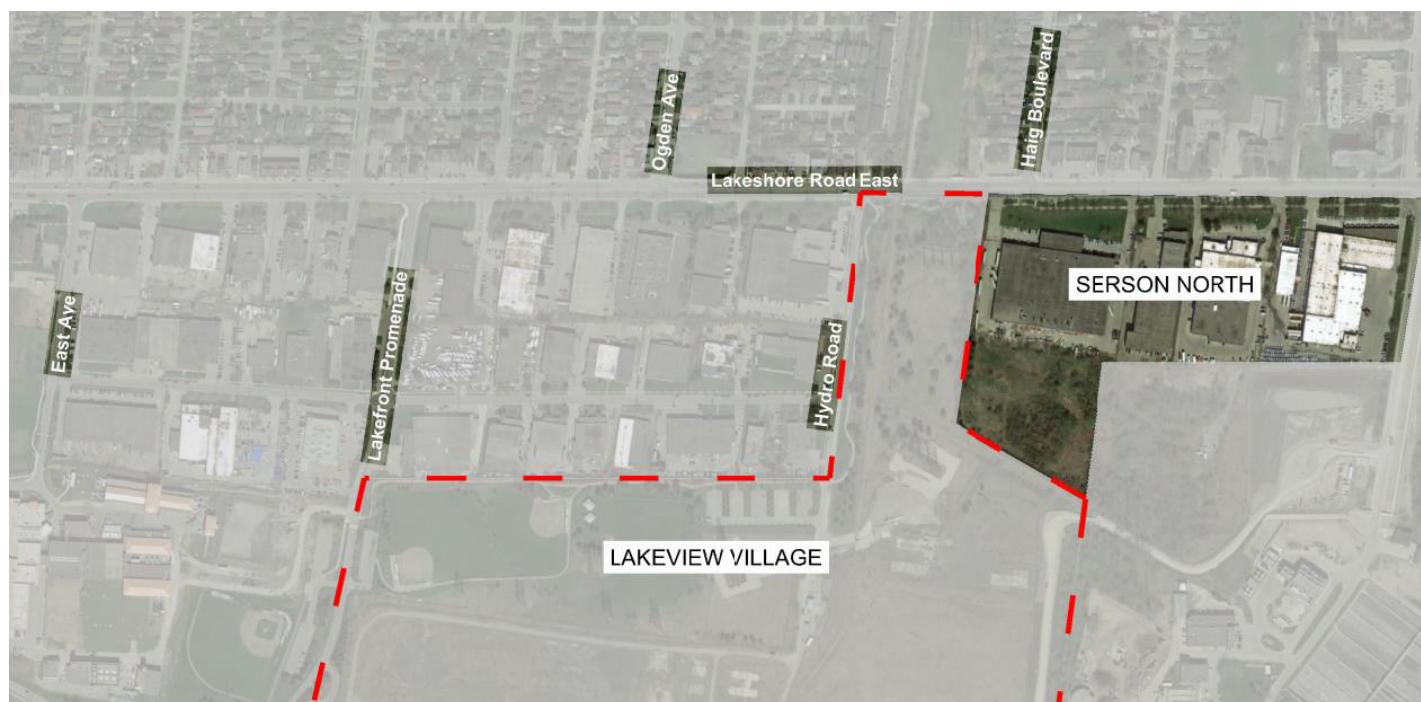 Haig Boulevard
Ogden Ave
Lakeshore Road East
SERSON NORTH
East Ave
Lakefront Promenade
Hydro Road
LAKEVIEW VILLAGE